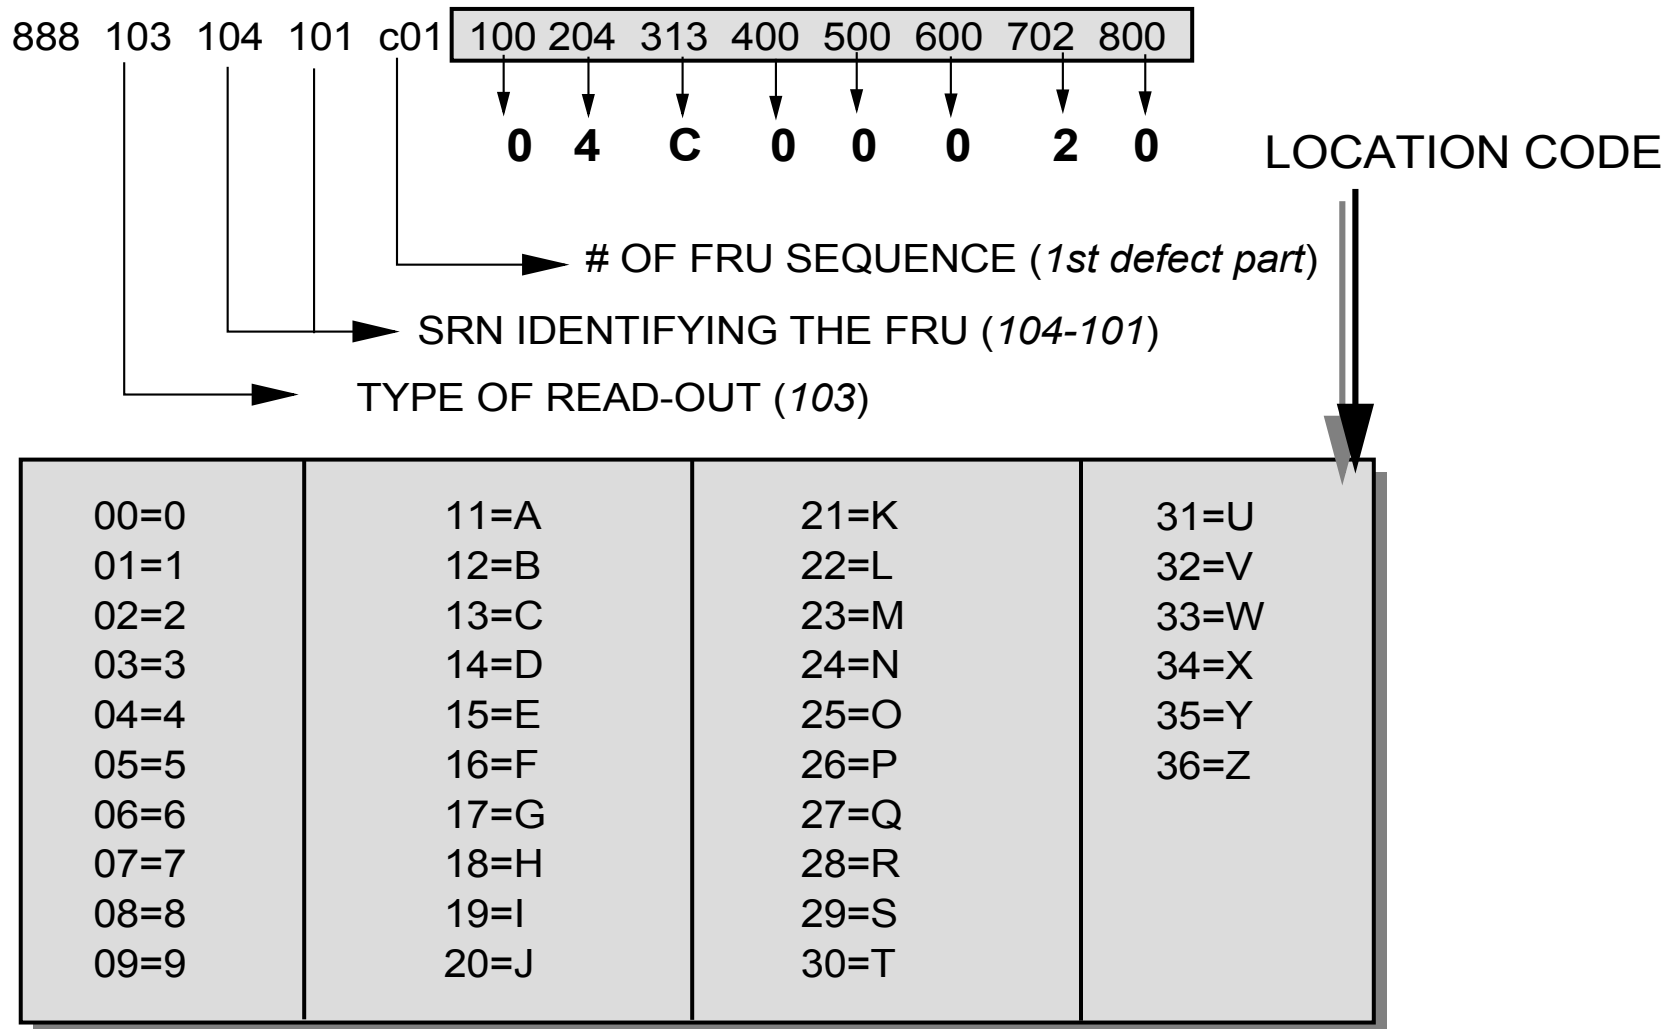 888 103 104 101 c01 100 204 313 400 500 600 702 800
0 4 C 0 0 0 2 0
LOCATION CODE
# OF FRU SEQUENCE (1st defect part)
SRN IDENTIFYING THE FRU (104-101)
TYPE OF READ-OUT (103)
00=0
01=1
02=2
03=3
04=4
05=5
06=6
07=7
08=8
09=9
11=A
12=B
13=C
14=D
15=E
16=F
17=G
18=H
19=I
20=J
21=K
22=L
23=M
24=N
25=O
26=P
27=Q
28=R
29=S
30=T
31=U
32=V
33=W
34=X
35=Y
36=Z